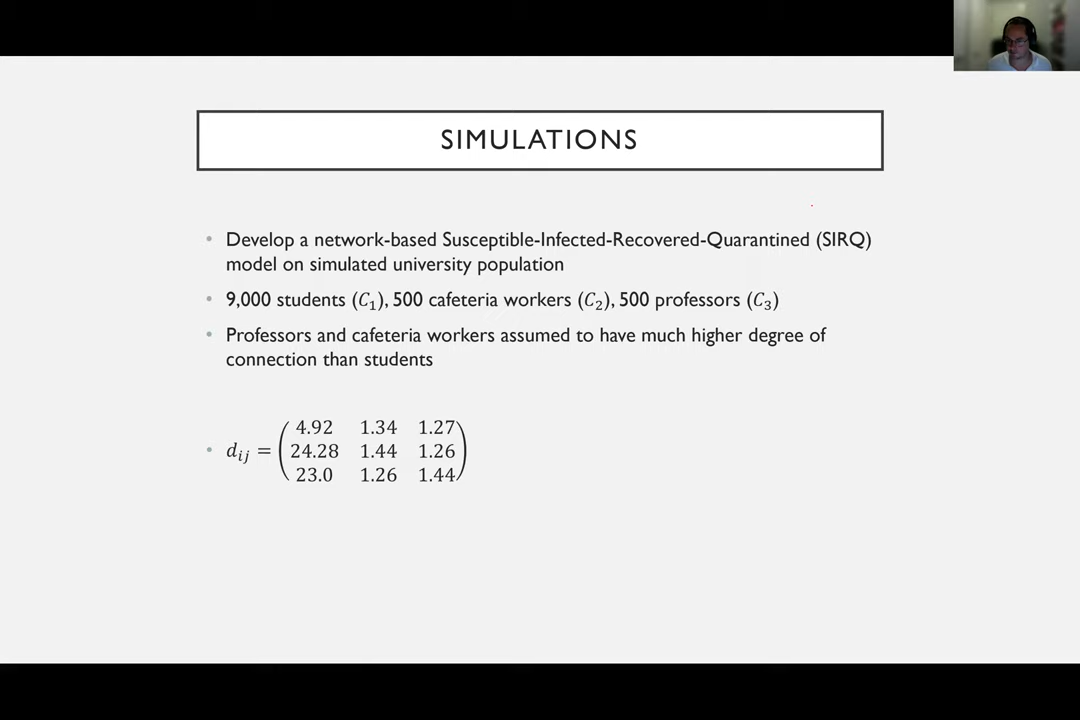 SIMULATIONS
• Develop a network-based Susceptible-Infected-Recovered-Quarantined (SIRQ)
model on simulated university population
• 9,000 students (𝐶₁), 500 cafeteria workers (𝐶₂), 500 professors (𝐶₃)
• Professors and cafeteria workers assumed to have much higher degree of
connection than students
4.92 1.34 1.27
• 𝑑ᵢⱼ = 24.28 1.44 1.26
23.0 1.26 1.44